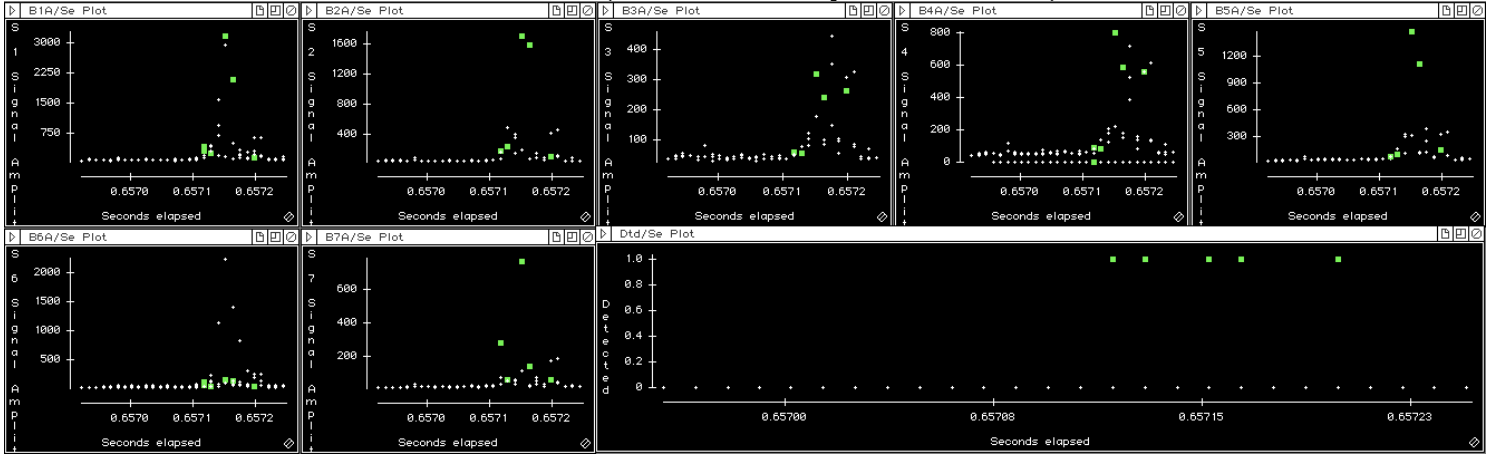 B1A/Se Plot
S 1 Signal Amplit
3000
2250
1500
750
0.6570 0.6571 0.6572
Seconds elapsed
B2A/Se Plot
S 2 Signal Amplit
1600
1200
800
400
0.6570 0.6571 0.6572
Seconds elapsed
B3A/Se Plot
S 3 Signal Amplit
400
300
200
100
0.6570 0.6571 0.6572
Seconds elapsed
B4A/Se Plot
S 4 Signal Amplit
800
600
400
200
0
0.6570 0.6571 0.6572
Seconds elapsed
B5A/Se Plot
S 5 Signal Amplit
1200
900
600
300
0.6570 0.6571 0.6572
Seconds elapsed
B6A/Se Plot
S 6 Signal Amplit
2000
1500
1000
500
0.6570 0.6571 0.6572
Seconds elapsed
B7A/Se Plot
S 7 Signal Amplit
600
400
200
0.6570 0.6571 0.6572
Seconds elapsed
Dtd/Se Plot
Detected
1.0
0.8
0.6
0.4
0.2
0
0.65700 0.65708 0.65715 0.65723
Seconds elapsed